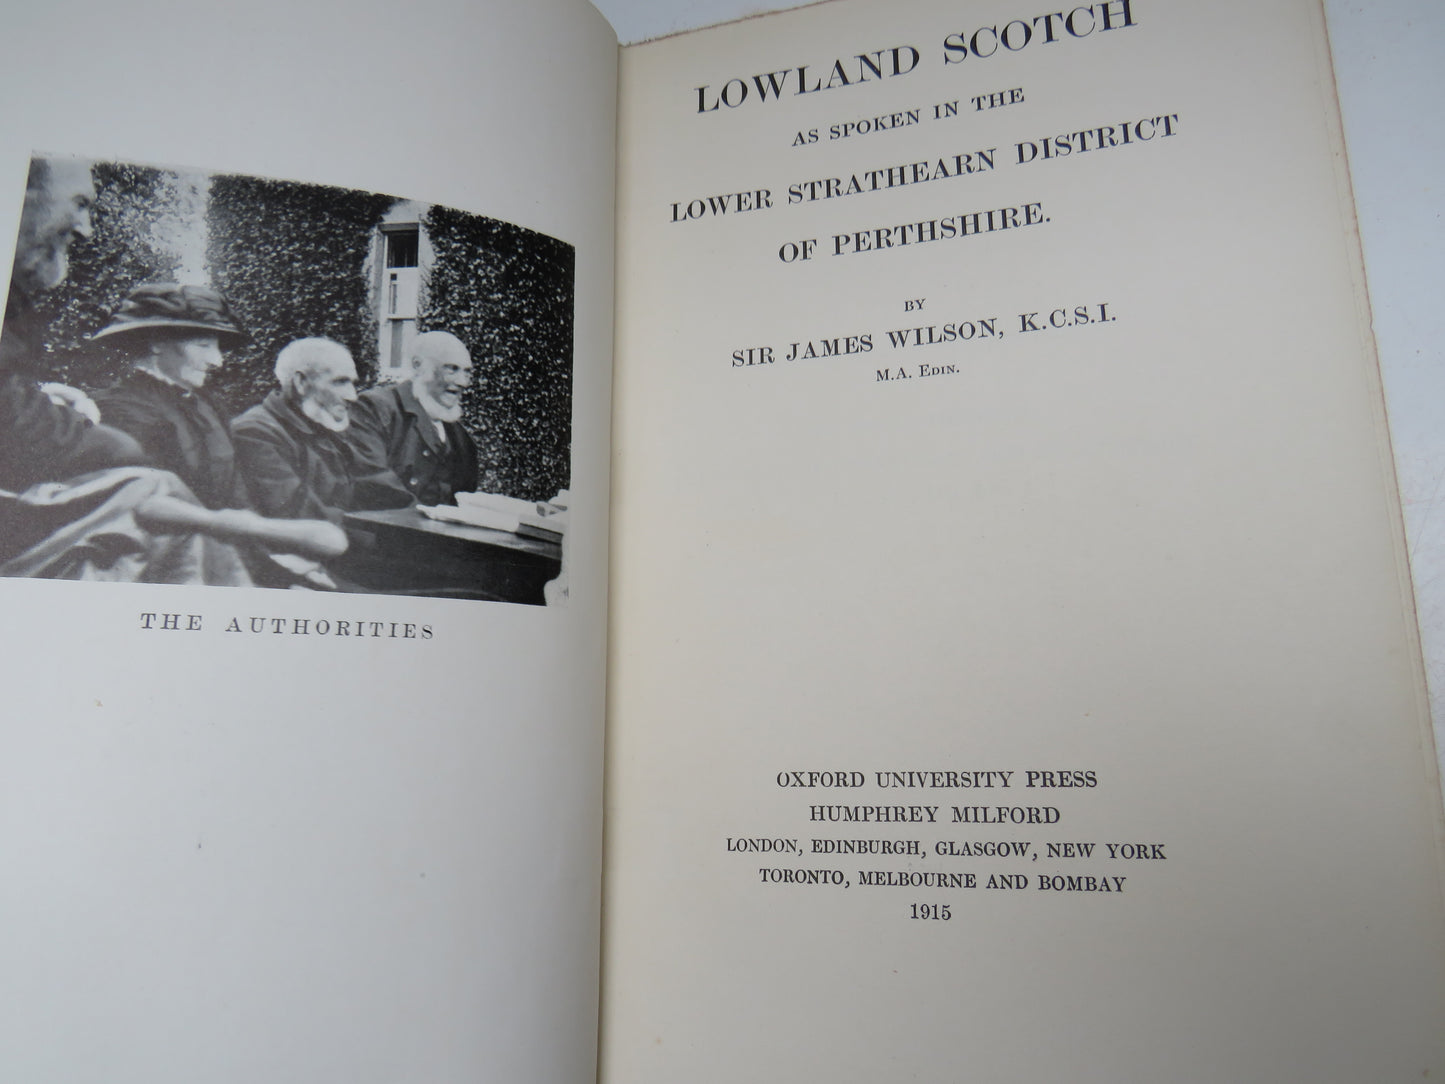 THE AUTHORITIES
LOWLAND SCOTCH
AS SPOKEN IN THE
LOWER STRATHEARN DISTRICT
OF PERTHSHIRE.
BY
SIR JAMES WILSON, K.C.S.I.
M.A. EDIN.
OXFORD UNIVERSITY PRESS
HUMPHREY MILFORD
LONDON, EDINBURGH, GLASGOW, NEW YORK
TORONTO, MELBOURNE AND BOMBAY
1915